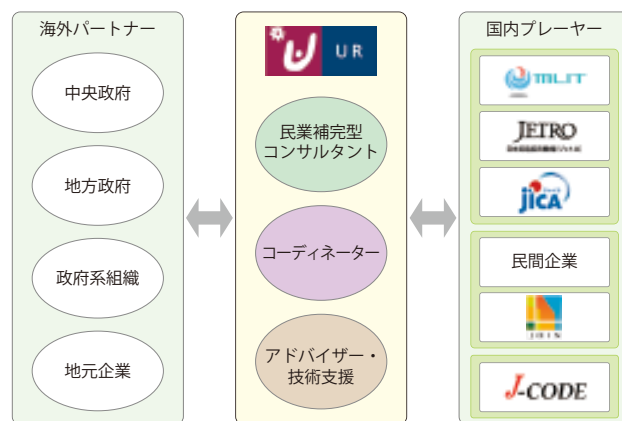 海外パートナー
中央政府
地方政府
政府系組織
地元企業
UR
民業補完型
コンサルタント
コーディネーター
アドバイザー・
技術支援
国内プレーヤー
MLIT
JETRO
jica
民間企業
JOIN
J-CODE